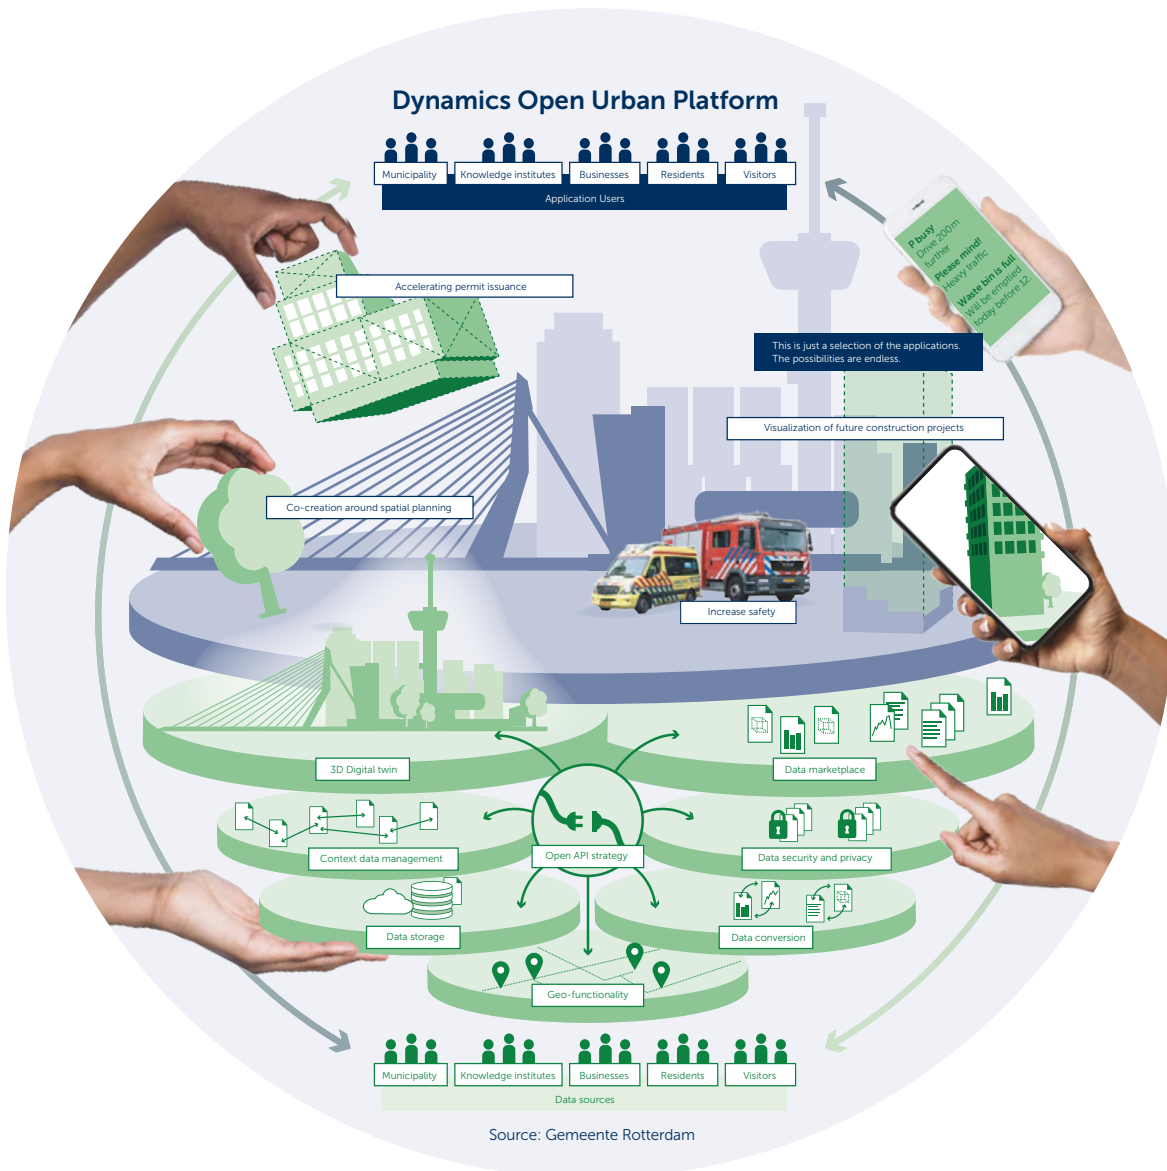 Dynamics Open Urban Platform
Municipality
Knowledge institutes
Businesses
Residents
Visitors
Application Users
P busy
Drive 200m
further
Please mind!
Heavy traffic
Waste bin is full
Will be emptied
today before 12.
Accelerating permit issuance
This is just a selection of the applications.
The possibilities are endless.
Visualization of future construction projects
Co-creation around spatial planning
Increase safety
3D Digital twin
Data marketplace
Context data management
Open API strategy
Data security and privacy
Data storage
Data conversion
Geo-functionality
Municipality
Knowledge institutes
Businesses
Residents
Visitors
Data sources
Source: Gemeente Rotterdam